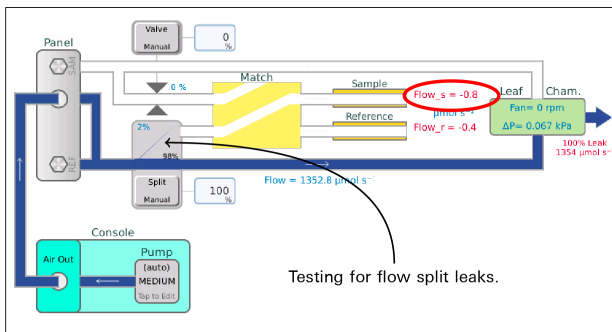 Valve
Manual
0
%
Panel
SAM
0 %
Match
Sample
Flow_s = -0.8
µmol s⁻¹
Reference
Flow_r = -0.4
Leaf
Cham.
Fan= 0 rpm
ΔP= 0.067 kPa
100% Leak
1354 µmol s⁻¹
2%
98%
REF
Split
Manual
100
%
Flow = 1352.8 µmol s⁻¹
Console
Air Out
Pump
(auto)
MEDIUM
Tap to Edit
Testing for flow split leaks.